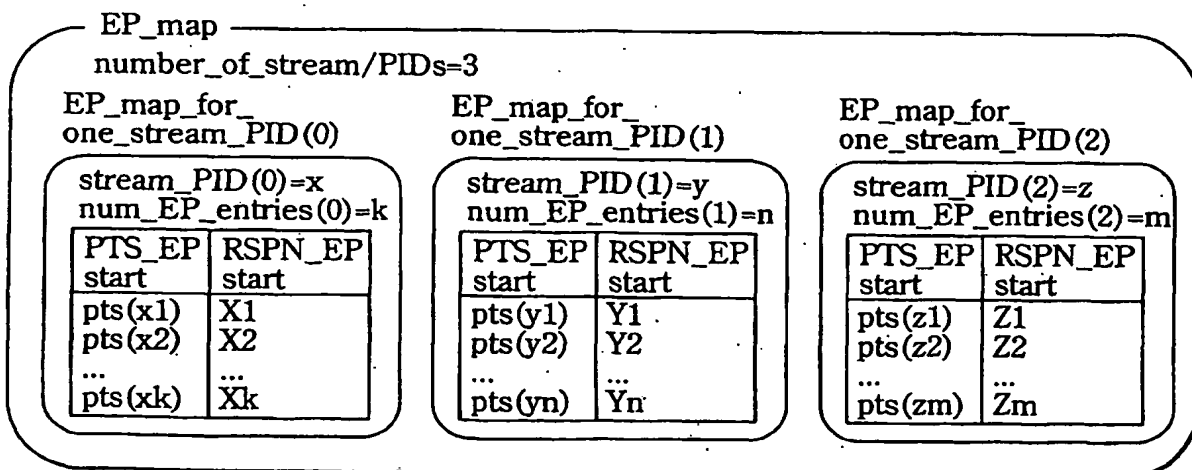 EP_map
number_of_stream/PIDs=3
EP_map_for_
one_stream_PID(0)
stream_PID(0)=x
num_EP_entries(0)=k
PTS_EP RSPN_EP
start start
pts(x1) X1
pts(x2) X2
... ...
pts(xk) Xk
EP_map_for_
one_stream_PID(1)
stream_PID(1)=y
num_EP_entries(1)=n
PTS_EP RSPN_EP
start start
pts(y1) Y1
pts(y2) Y2
... ...
pts(yn) Yn
EP_map_for_
one_stream_PID(2)
stream_PID(2)=z
num_EP_entries(2)=m
PTS_EP RSPN_EP
start start
pts(z1) Z1
pts(z2) Z2
... ...
pts(zm) Zm